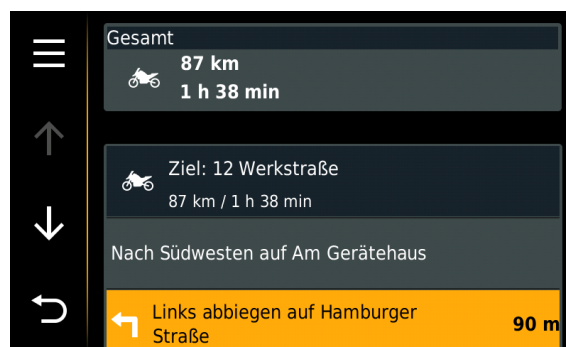 Gesamt
87 km
1 h 38 min
Ziel: 12 Werkstraße
87 km / 1 h 38 min
Nach Südwesten auf Am Gerätehaus
Links abbiegen auf Hamburger
Straße
90 m